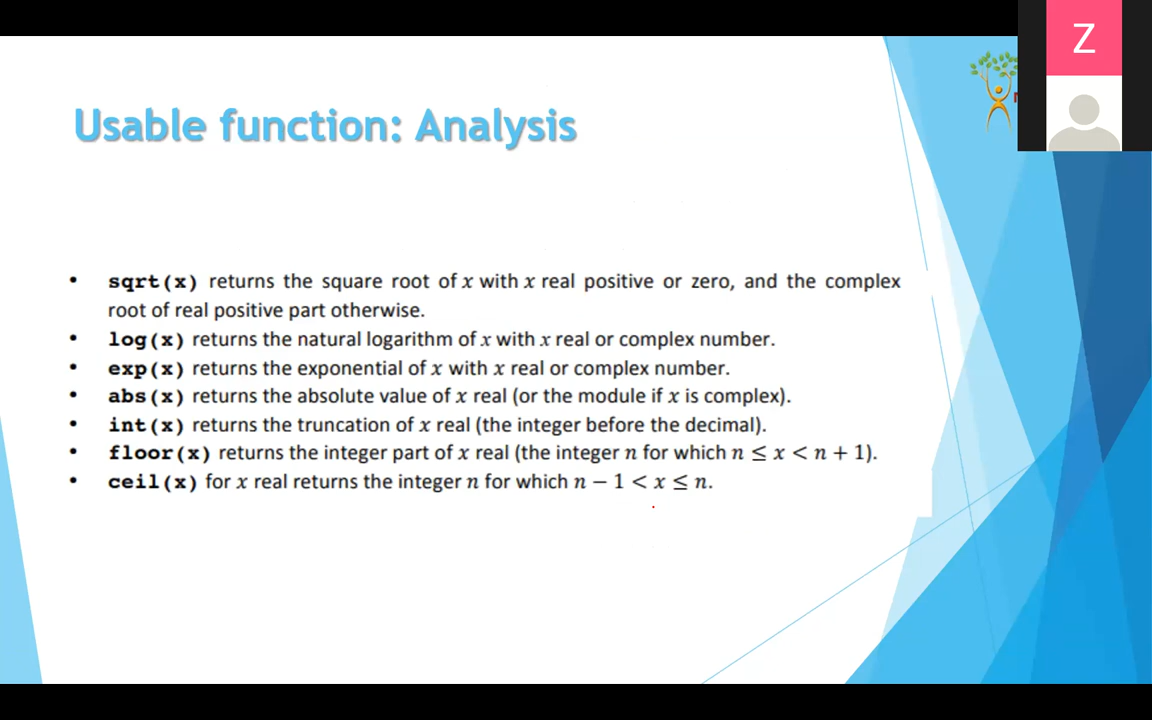 Z
Usable function: Analysis
• sqrt(x) returns the square root of x with x real positive or zero, and the complex
root of real positive part otherwise.
• log(x) returns the natural logarithm of x with x real or complex number.
• exp(x) returns the exponential of x with x real or complex number.
• abs(x) returns the absolute value of x real (or the module if x is complex).
• int(x) returns the truncation of x real (the integer before the decimal).
• floor(x) returns the integer part of x real (the integer n for which n ≤ x < n + 1).
• ceil(x) for x real returns the integer n for which n − 1 < x ≤ n.